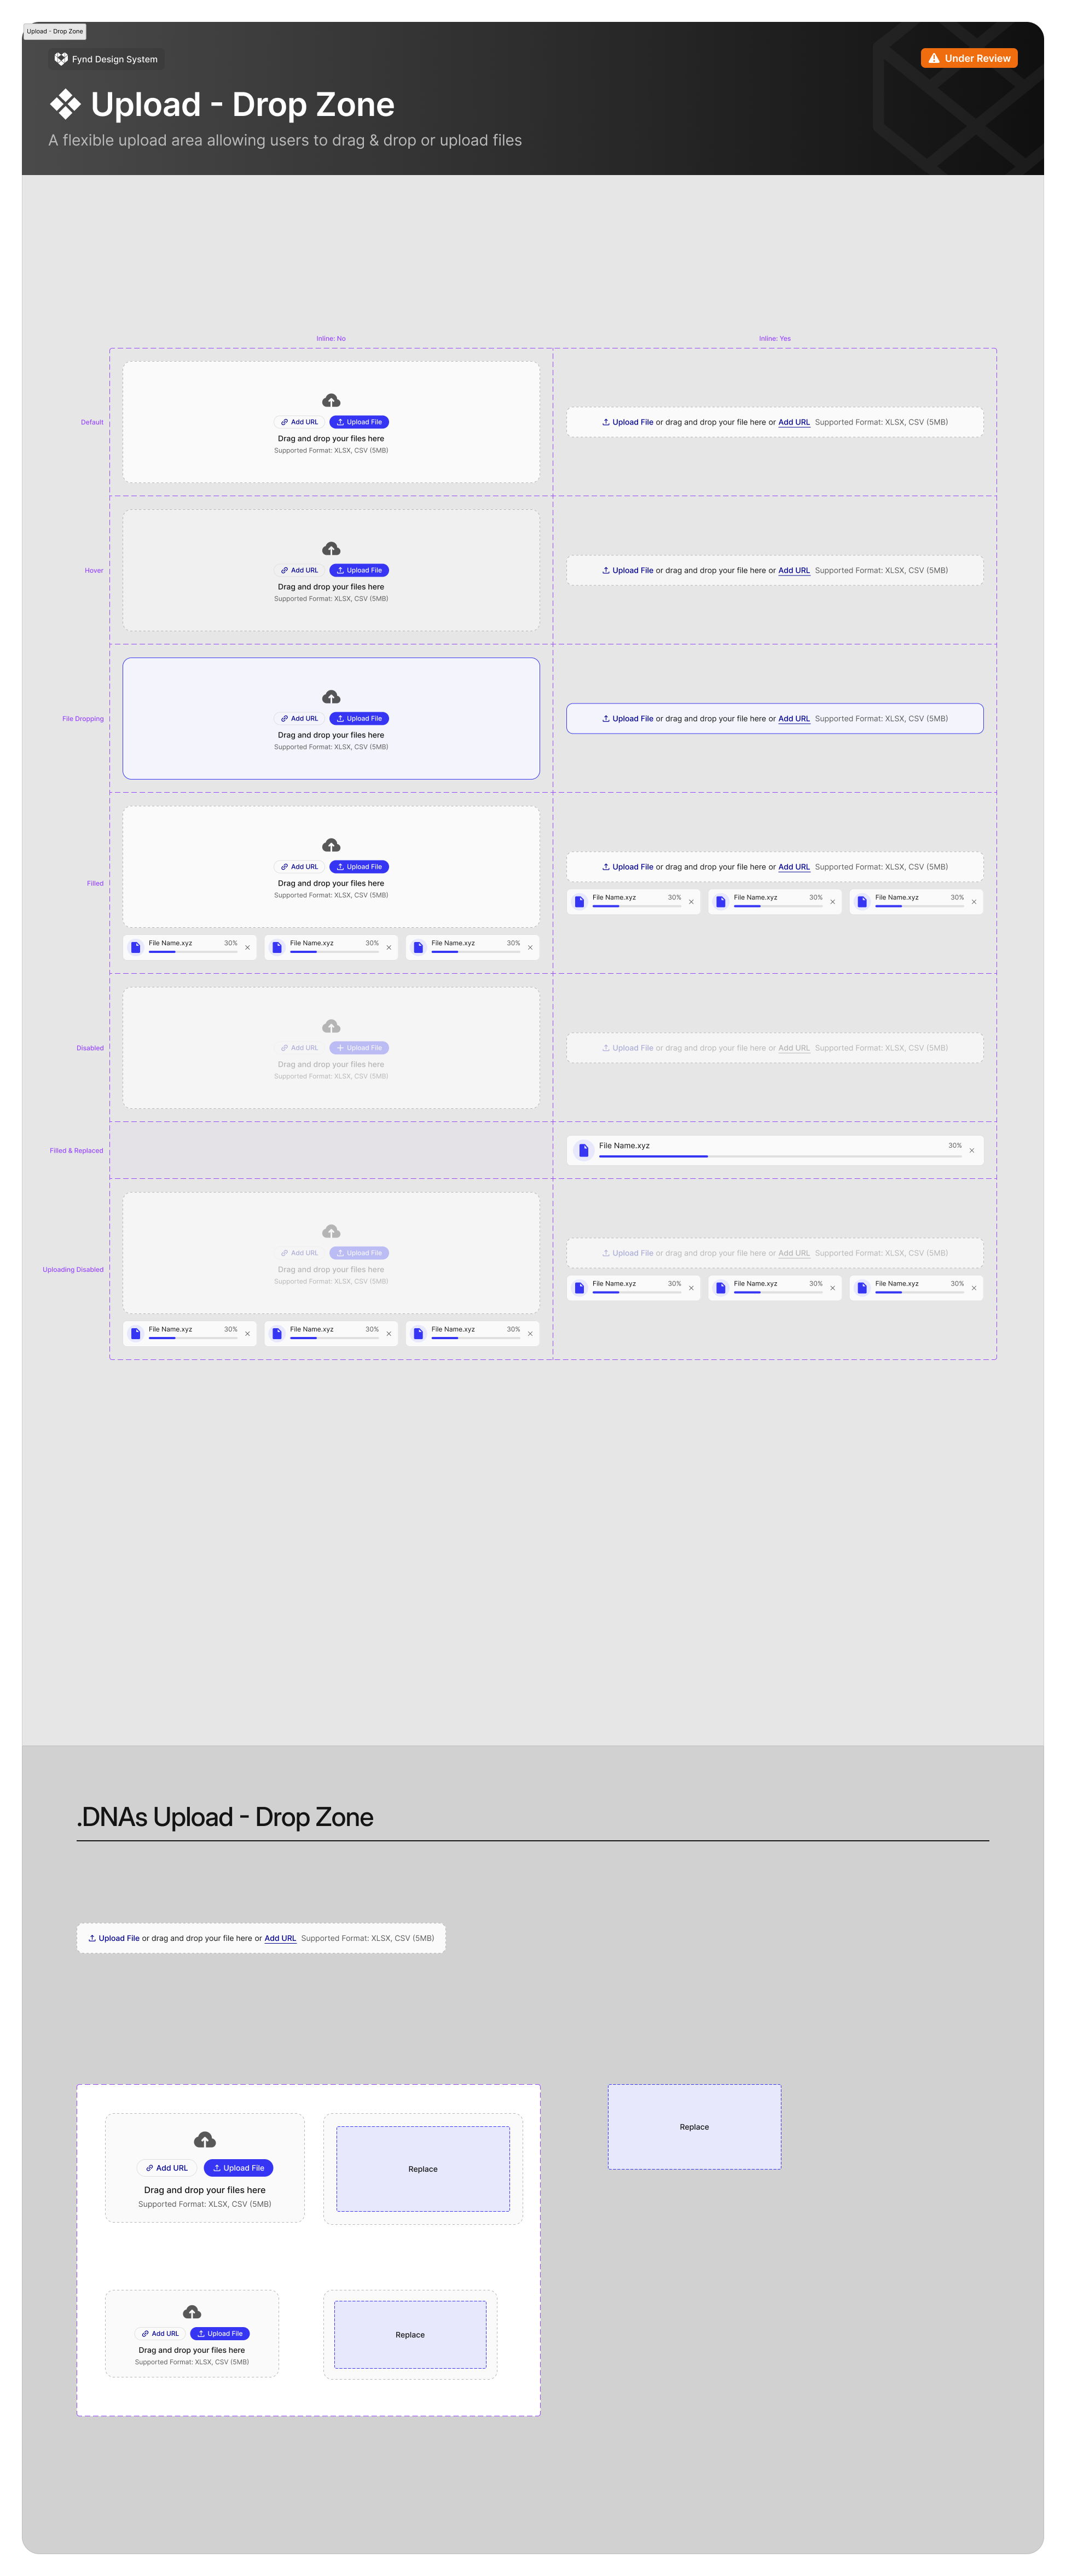 Upload - Drop Zone
Fynd Design System
Under Review
Upload - Drop Zone
A flexible upload area allowing users to drag & drop or upload files
Inline: No
Inline: Yes
Default
Add URL
Upload File
Drag and drop your files here
Supported Format: XLSX, CSV (5MB)
Upload File or drag and drop your file here or Add URL Supported Format: XLSX, CSV (5MB)
Hover
Add URL
Upload File
Drag and drop your files here
Supported Format: XLSX, CSV (5MB)
Upload File or drag and drop your file here or Add URL Supported Format: XLSX, CSV (5MB)
File Dropping
Add URL
Upload File
Drag and drop your files here
Supported Format: XLSX, CSV (5MB)
Upload File or drag and drop your file here or Add URL Supported Format: XLSX, CSV (5MB)
Filled
Add URL
Upload File
Drag and drop your files here
Supported Format: XLSX, CSV (5MB)
File Name.xyz 30%
File Name.xyz 30%
File Name.xyz 30%
Upload File or drag and drop your file here or Add URL Supported Format: XLSX, CSV (5MB)
File Name.xyz 30%
File Name.xyz 30%
File Name.xyz 30%
Disabled
Add URL
Upload File
Drag and drop your files here
Supported Format: XLSX, CSV (5MB)
Upload File or drag and drop your file here or Add URL Supported Format: XLSX, CSV (5MB)
Filled & Replaced
File Name.xyz 30%
Uploading Disabled
Add URL
Upload File
Drag and drop your files here
Supported Format: XLSX, CSV (5MB)
File Name.xyz 30%
File Name.xyz 30%
File Name.xyz 30%
Upload File or drag and drop your file here or Add URL Supported Format: XLSX, CSV (5MB)
File Name.xyz 30%
File Name.xyz 30%
File Name.xyz 30%
.DNAs Upload - Drop Zone
Upload File or drag and drop your file here or Add URL Supported Format: XLSX, CSV (5MB)
Add URL
Upload File
Drag and drop your files here
Supported Format: XLSX, CSV (5MB)
Replace
Replace
Add URL
Upload File
Drag and drop your files here
Supported Format: XLSX, CSV (5MB)
Replace